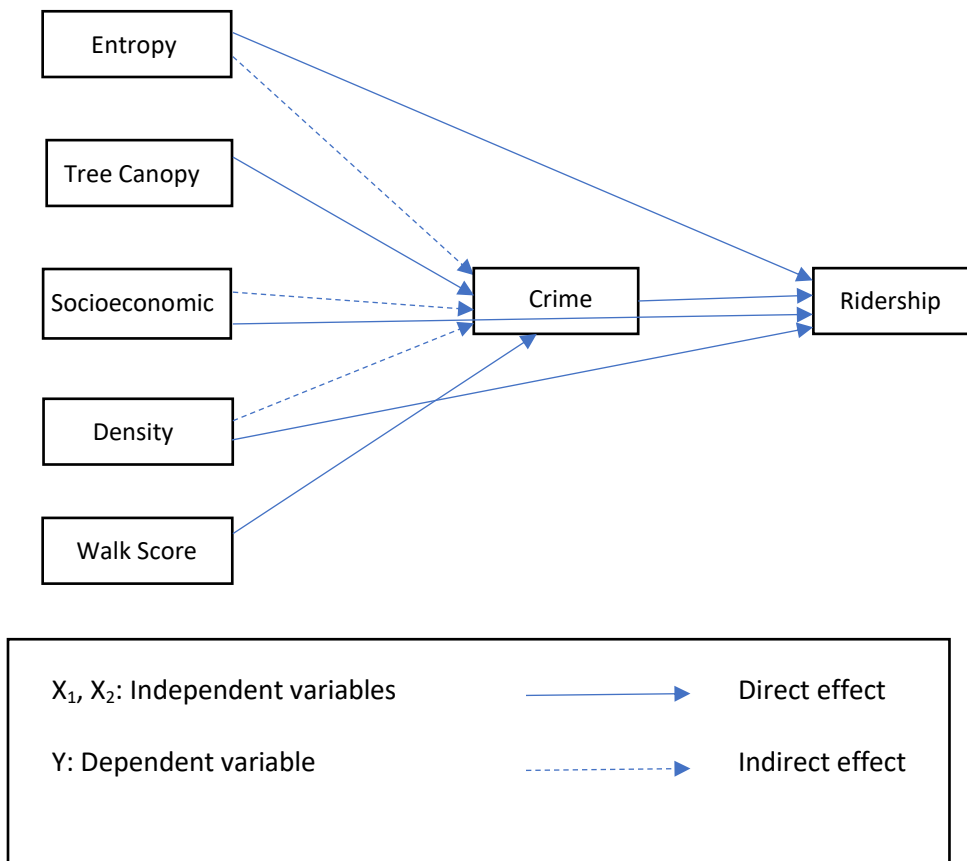 Entropy
Tree Canopy
Socioeconomic
Crime
Ridership
Density
Walk Score
X₁, X₂: Independent variables
Direct effect
Y: Dependent variable
Indirect effect